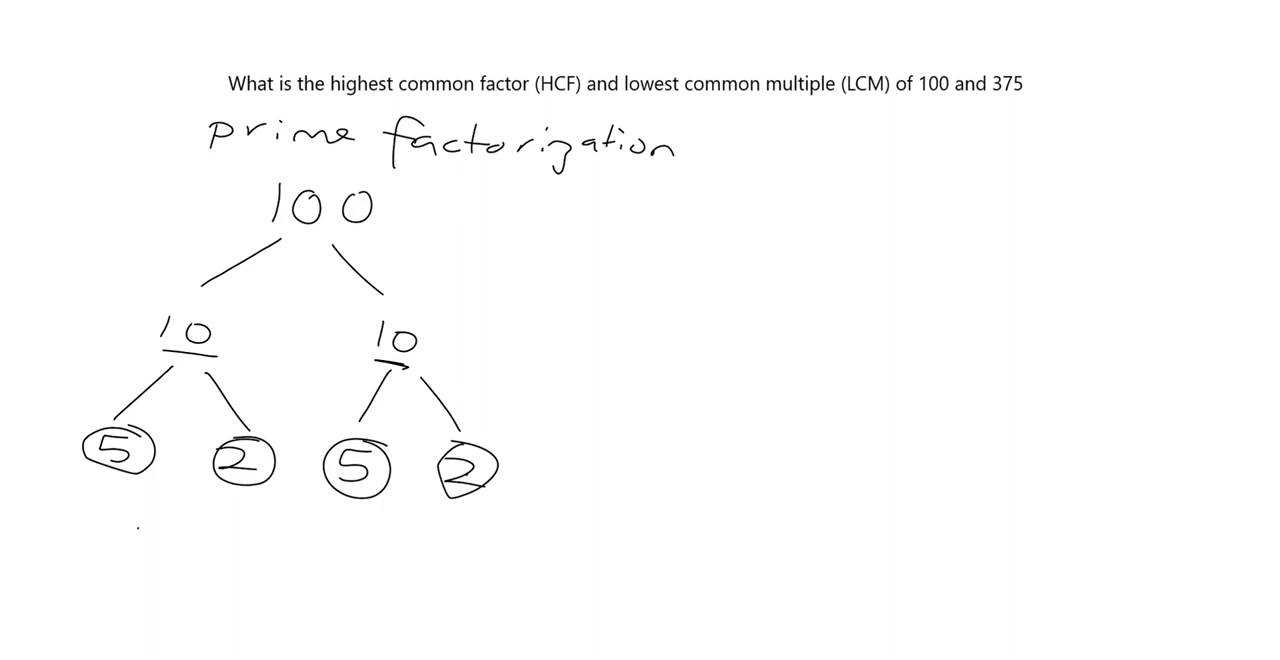 What is the highest common factor (HCF) and lowest common multiple (LCM) of 100 and 375
prime factorization
100
10 10
5 2 5 2